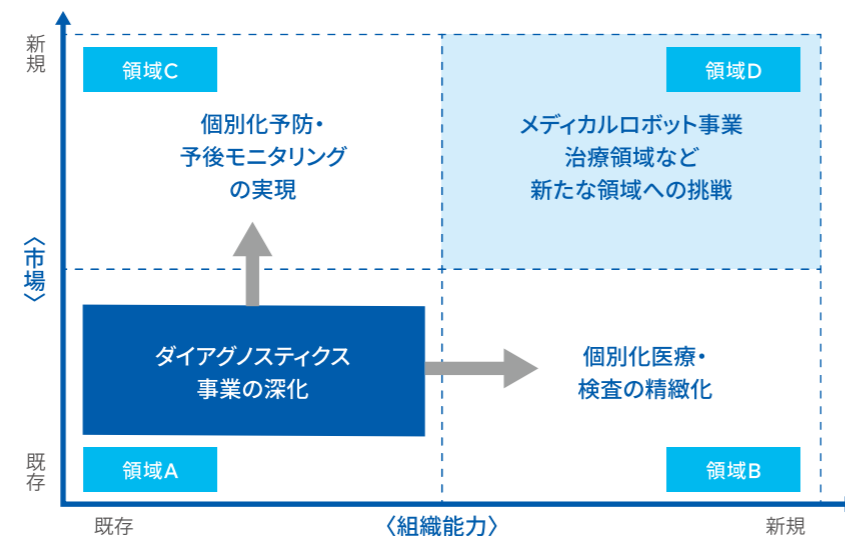 新規
領域C
領域D
個別化予防・
予後モニタリング
の実現
メディカルロボット事業
治療領域など
新たな領域への挑戦
〈市場〉
ダイアグノスティクス
事業の深化
個別化医療・
検査の精緻化
既存
領域A
領域B
既存
〈組織能力〉
新規